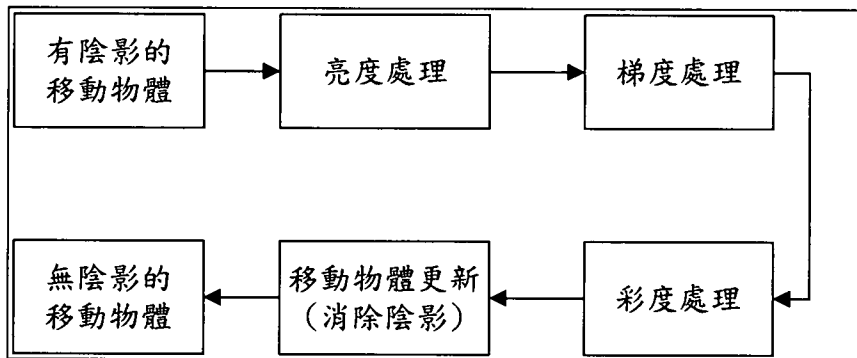 有陰影的
移動物體
亮度處理
梯度處理
無陰影的
移動物體
移動物體更新
(消除陰影)
彩度處理